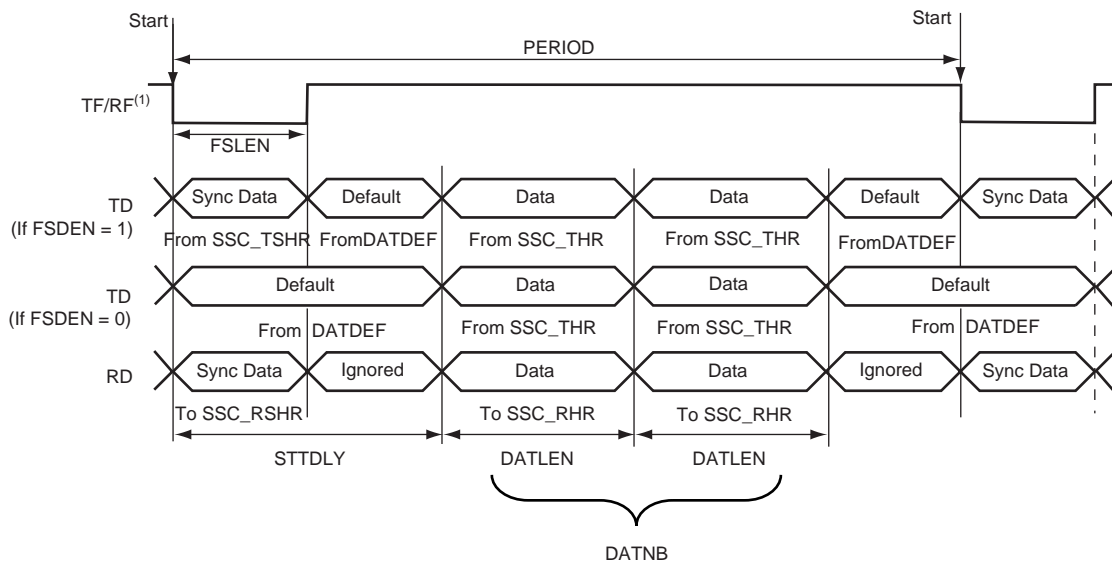 Start
Start
PERIOD
TF/RF(1)
FSLEN
TD
(If FSDEN = 1)
Sync Data
Default
Data
Data
Default
Sync Data
From SSC_TSHR
FromDATDEF
From SSC_THR
From SSC_THR
FromDATDEF
TD
(If FSDEN = 0)
Default
Data
Data
Default
From DATDEF
From SSC_THR
From SSC_THR
From DATDEF
RD
Sync Data
Ignored
Data
Data
Ignored
Sync Data
To SSC_RSHR
To SSC_RHR
To SSC_RHR
STTDLY
DATLEN
DATLEN
DATNB